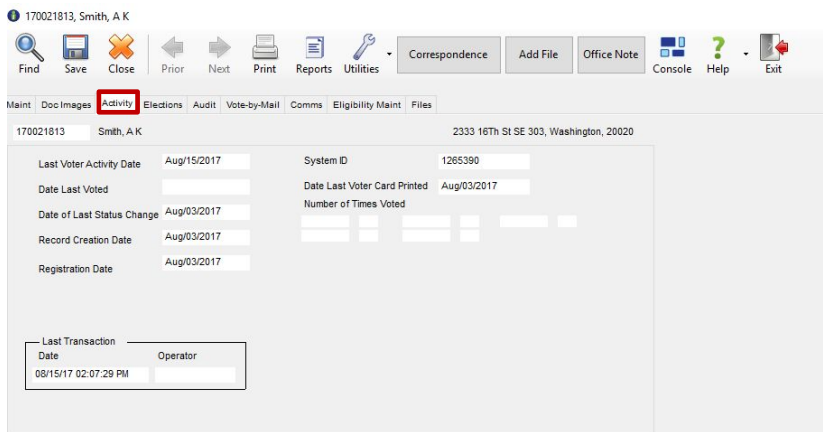 170021813, Smith, A K
Find Save Close Prior Next Print Reports Utilities Correspondence Add File Office Note Console Help Exit
Maint Doc Images Activity Elections Audit Vote-by-Mail Comms Eligibility Maint Files
170021813 Smith, A K 2333 16Th St SE 303, Washington, 20020
Last Voter Activity Date Aug/15/2017 System ID 1265390
Date Last Voted Date Last Voter Card Printed Aug/03/2017
Number of Times Voted
Date of Last Status Change Aug/03/2017
Record Creation Date Aug/03/2017
Registration Date Aug/03/2017
Last Transaction
Date Operator
08/15/17 02:07:29 PM